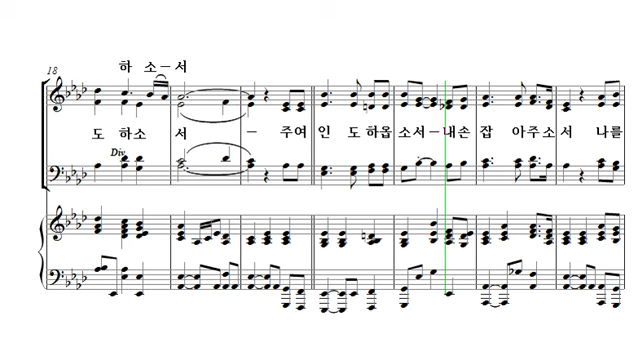 하 소 - 서
18
도 하소 서 - 주여 인 도 하옵 소서 - 내손 잡 아주소 서 나를
Div.